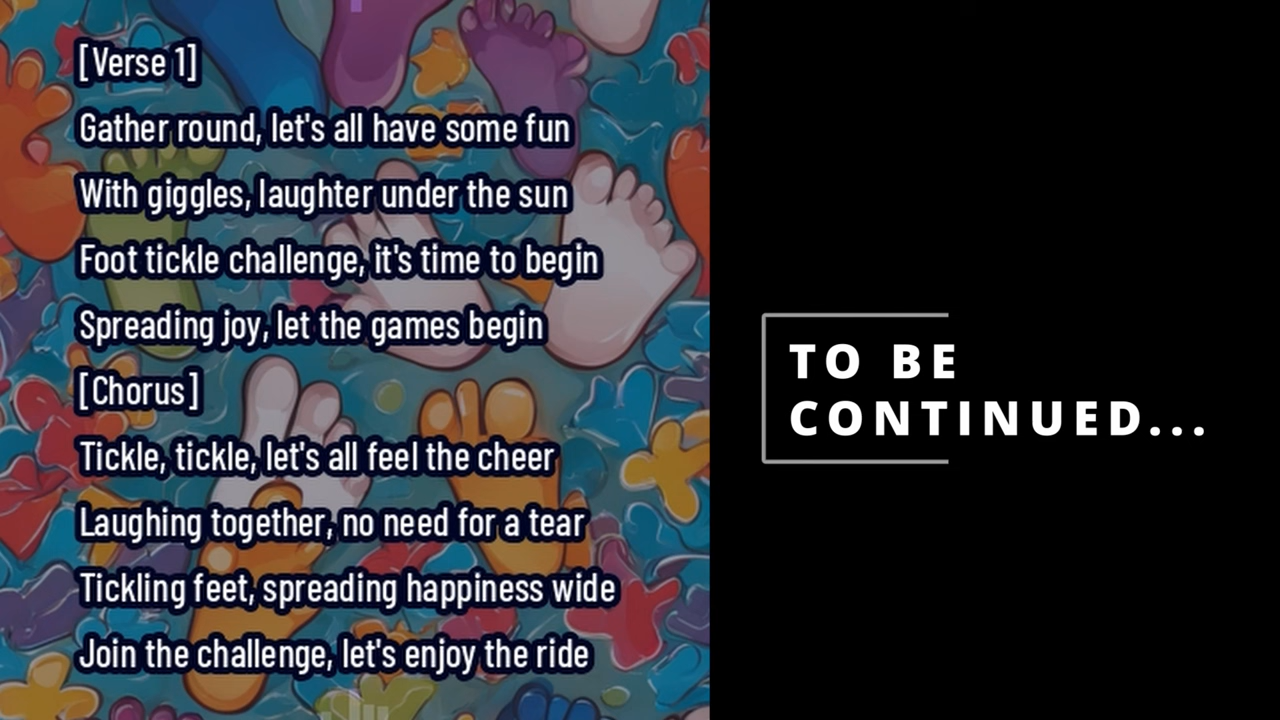 [Verse 1]
Gather round, let's all have some fun
With giggles, laughter under the sun
Foot tickle challenge, it's time to begin
Spreading joy, let the games begin
[Chorus]
Tickle, tickle, let's all feel the cheer
Laughing together, no need for a tear
Tickling feet, spreading happiness wide
Join the challenge, let's enjoy the ride
TO BE
CONTINUED...